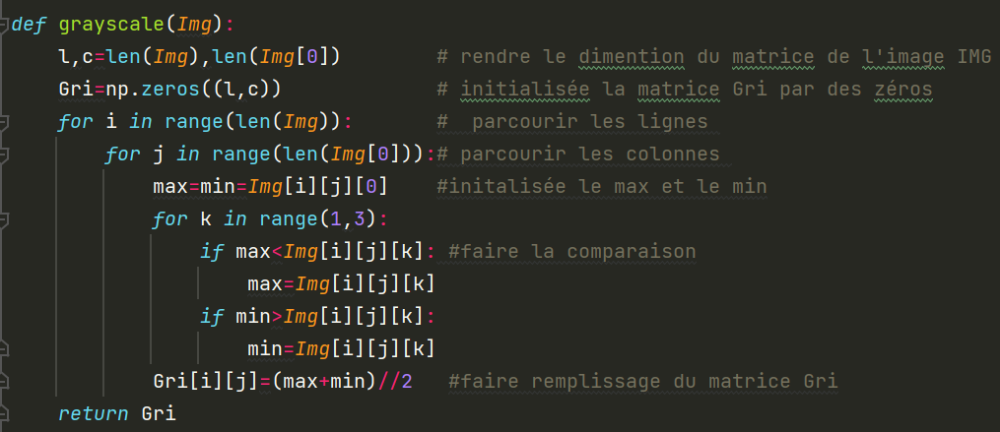 def grayscale(Img):
    l,c=len(Img),len(Img[0])        # rendre le dimention du matrice de l'image IMG
    Gri=np.zeros((l,c))             # initialisée la matrice Gri par des zéros
    for i in range(len(Img)):       #  parcourir les lignes
        for j in range(len(Img[0])):# parcourir les colonnes
            max=min=Img[i][j][0]    #initalisée le max et le min
            for k in range(1,3):
                if max<Img[i][j][k]: #faire la comparaison
                    max=Img[i][j][k]
                if min>Img[i][j][k]:
                    min=Img[i][j][k]
            Gri[i][j]=(max+min)//2   #faire remplissage du matrice Gri
    return Gri